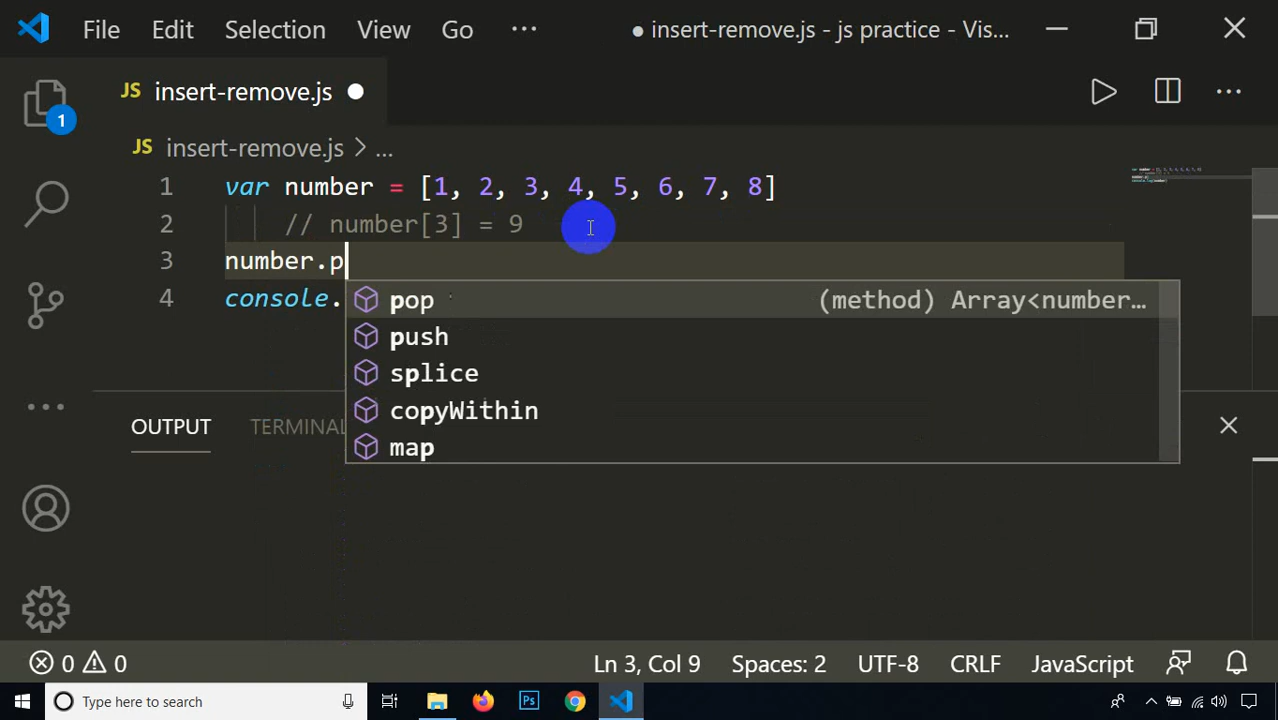 File Edit Selection View Go ··· ● insert-remove.js - js practice - Vis...
JS insert-remove.js ●
JS insert-remove.js > ...
1 var number = [1, 2, 3, 4, 5, 6, 7, 8]
2 // number[3] = 9
3 number.p
4 console.
pop (method) Array<number...
push
splice
copyWithin
map
1
OUTPUT TERMINAL
0 0 Ln 3, Col 9 Spaces: 2 UTF-8 CRLF JavaScript
Type here to search Ps